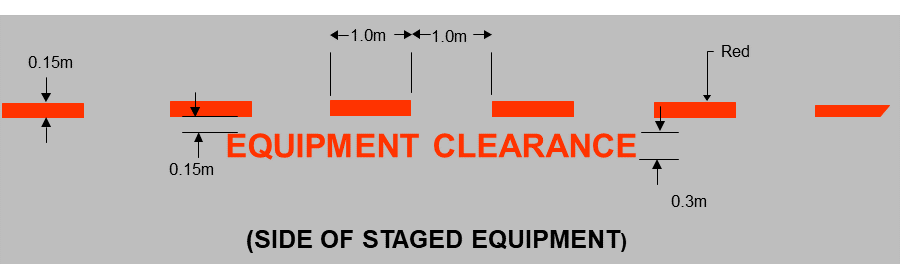 1.0m 1.0m
Red
0.15m
EQUIPMENT CLEARANCE
0.15m
0.3m
(SIDE OF STAGED EQUIPMENT)